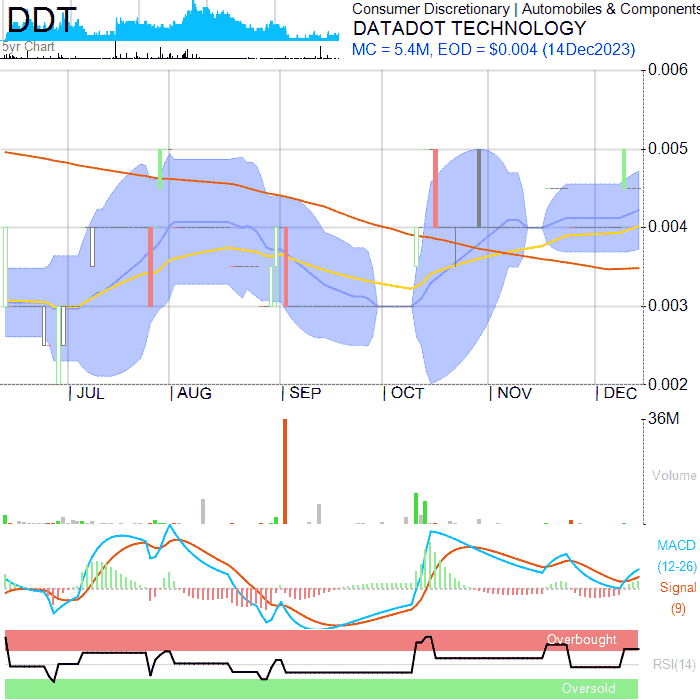 DDT
5yr Chart
Consumer Discretionary | Automobiles & Components
DATADOT TECHNOLOGY
MC = 5.4M, EOD = $0.004 (14Dec2023)
0.006
0.005
0.004
0.003
0.002
JUL
AUG
SEP
OCT
NOV
DEC
36M
Volume
MACD
(12-26)
Signal
(9)
Overbought
RSI(14)
Oversold